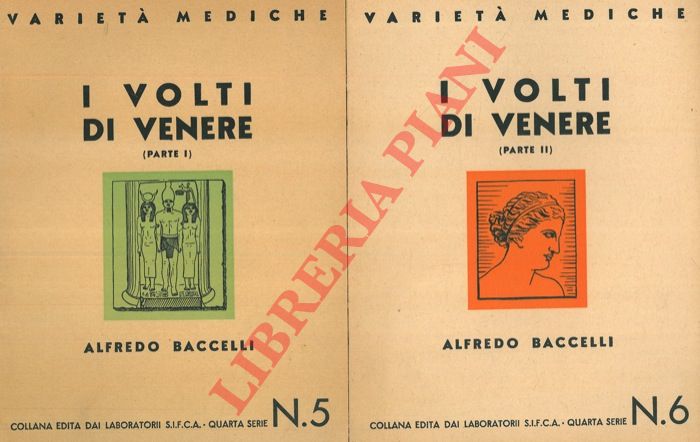 VARIETÀ MEDICHE
I VOLTI
DI VENERE
(PARTE I)
ALFREDO BACCELLI
COLLANA EDITA DAI LABORATORII S.I.F.C.A. · QUARTA SERIE N.5
VARIETÀ MEDICHE
I VOLTI
DI VENERE
(PARTE II)
ALFREDO BACCELLI
COLLANA EDITA DAI LABORATORII S.I.F.C.A. · QUARTA SERIE N.6
LIBRERIA PIANI